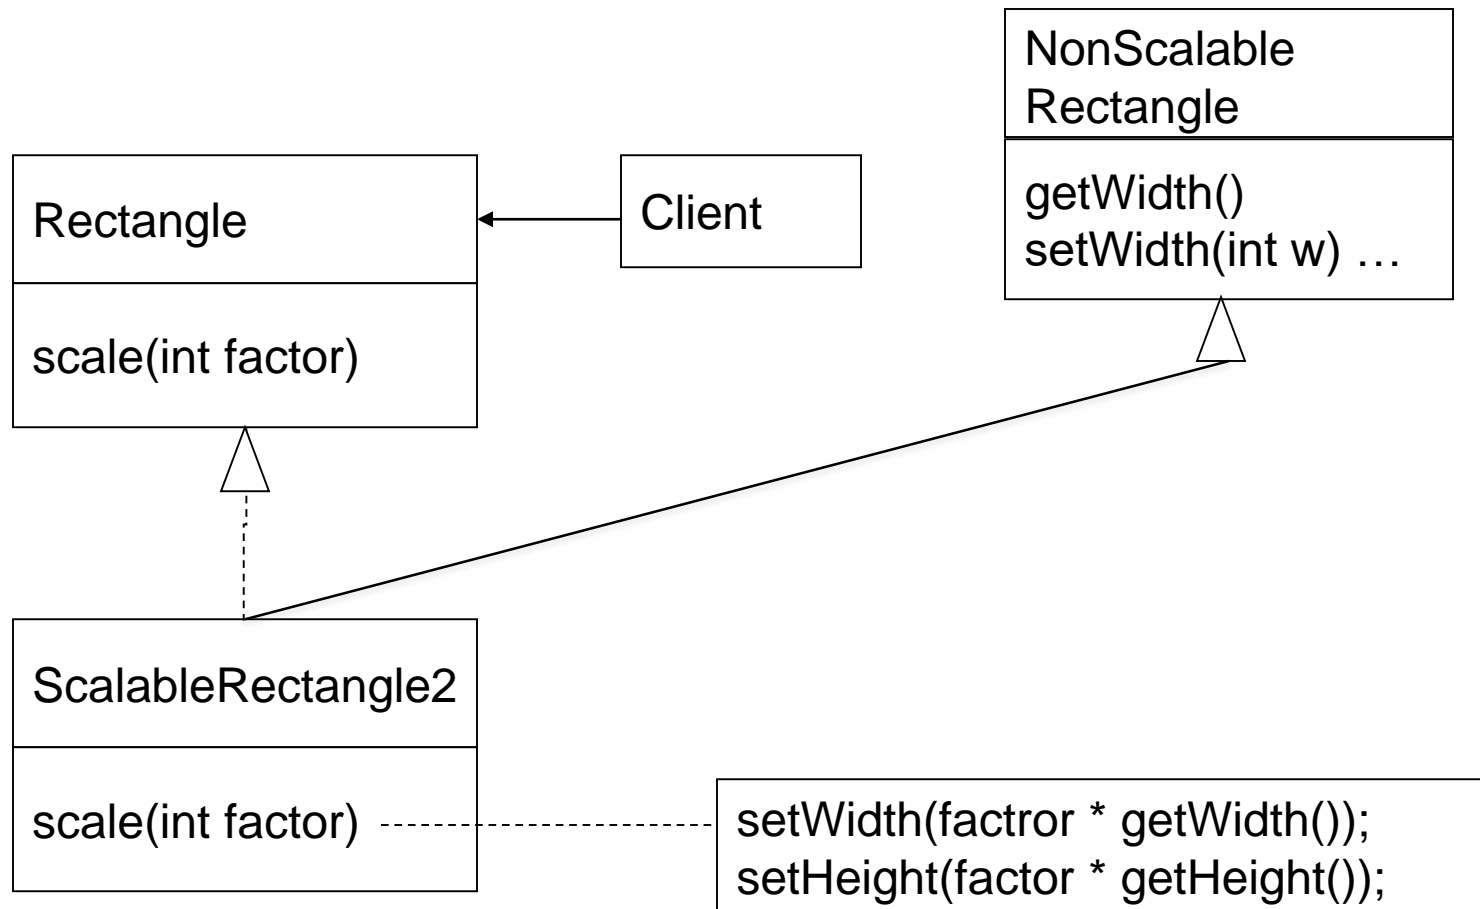 NonScalable
Rectangle
getWidth()
setWidth(int w) …
Rectangle
scale(int factor)
Client
ScalableRectangle2
scale(int factor)
setWidth(factror * getWidth());
setHeight(factor * getHeight());